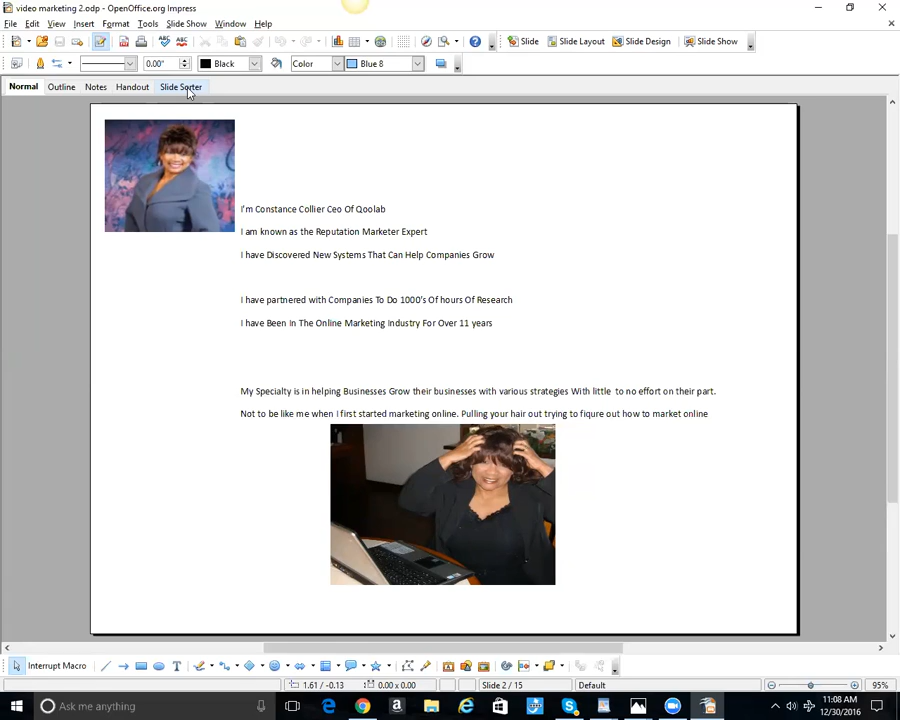 video marketing 2.odp - OpenOffice.org Impress
File Edit View Insert Format Tools Slide Show Window Help
Slide Slide Layout Slide Design Slide Show
0.00" Black Color Blue 8
Normal Outline Notes Handout Slide Sorter
I'm Constance Collier Ceo Of Qoolab
I am known as the Reputation Marketer Expert
I have Discovered New Systems That Can Help Companies Grow
I have partnered with Companies To Do 1000's Of hours Of Research
I have Been In The Online Marketing Industry For Over 11 years
My Specialty is in helping Businesses Grow their businesses with various strategies With little to no effort on their part.
Not to be like me when I first started marketing online. Pulling your hair out trying to fiqure out how to market online
Interrupt Macro
1.61 / -0.13 0.00 x 0.00 Slide 2 / 15 Default 95%
Ask me anything
11:08 AM
12/30/2016